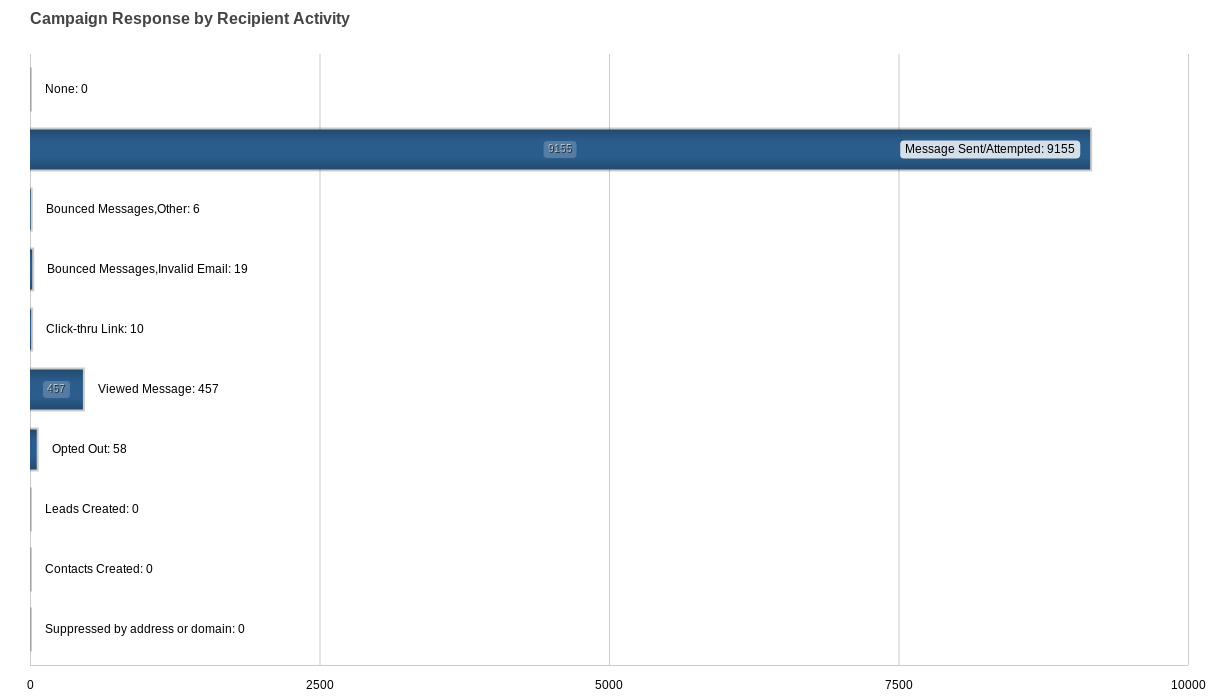 Campaign Response by Recipient Activity
None: 0
9155
Message Sent/Attempted: 9155
Bounced Messages,Other: 6
Bounced Messages,Invalid Email: 19
Click-thru Link: 10
457
Viewed Message: 457
Opted Out: 58
Leads Created: 0
Contacts Created: 0
Suppressed by address or domain: 0
0 2500 5000 7500 10000